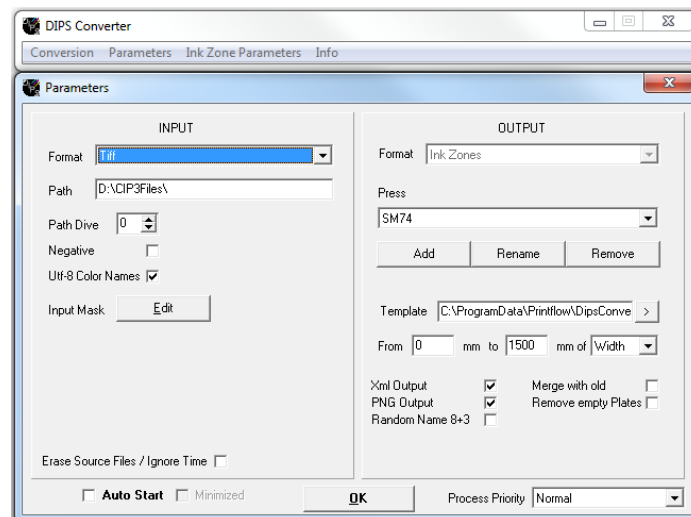 DIPS Converter
Conversion Parameters Ink Zone Parameters Info
Parameters
INPUT
Format Tiff
Path D:\CIP3Files\
Path Dive 0
Negative
Utf-8 Color Names
Input Mask Edit
Erase Source Files / Ignore Time
OUTPUT
Format Ink Zones
Press
SM74
Add Rename Remove
Template C:\ProgramData\Printflow\DipsConve >
From 0 mm to 1500 mm of Width
Xml Output Merge with old
PNG Output Remove empty Plates
Random Name 8+3
Auto Start Minimized OK Process Priority Normal